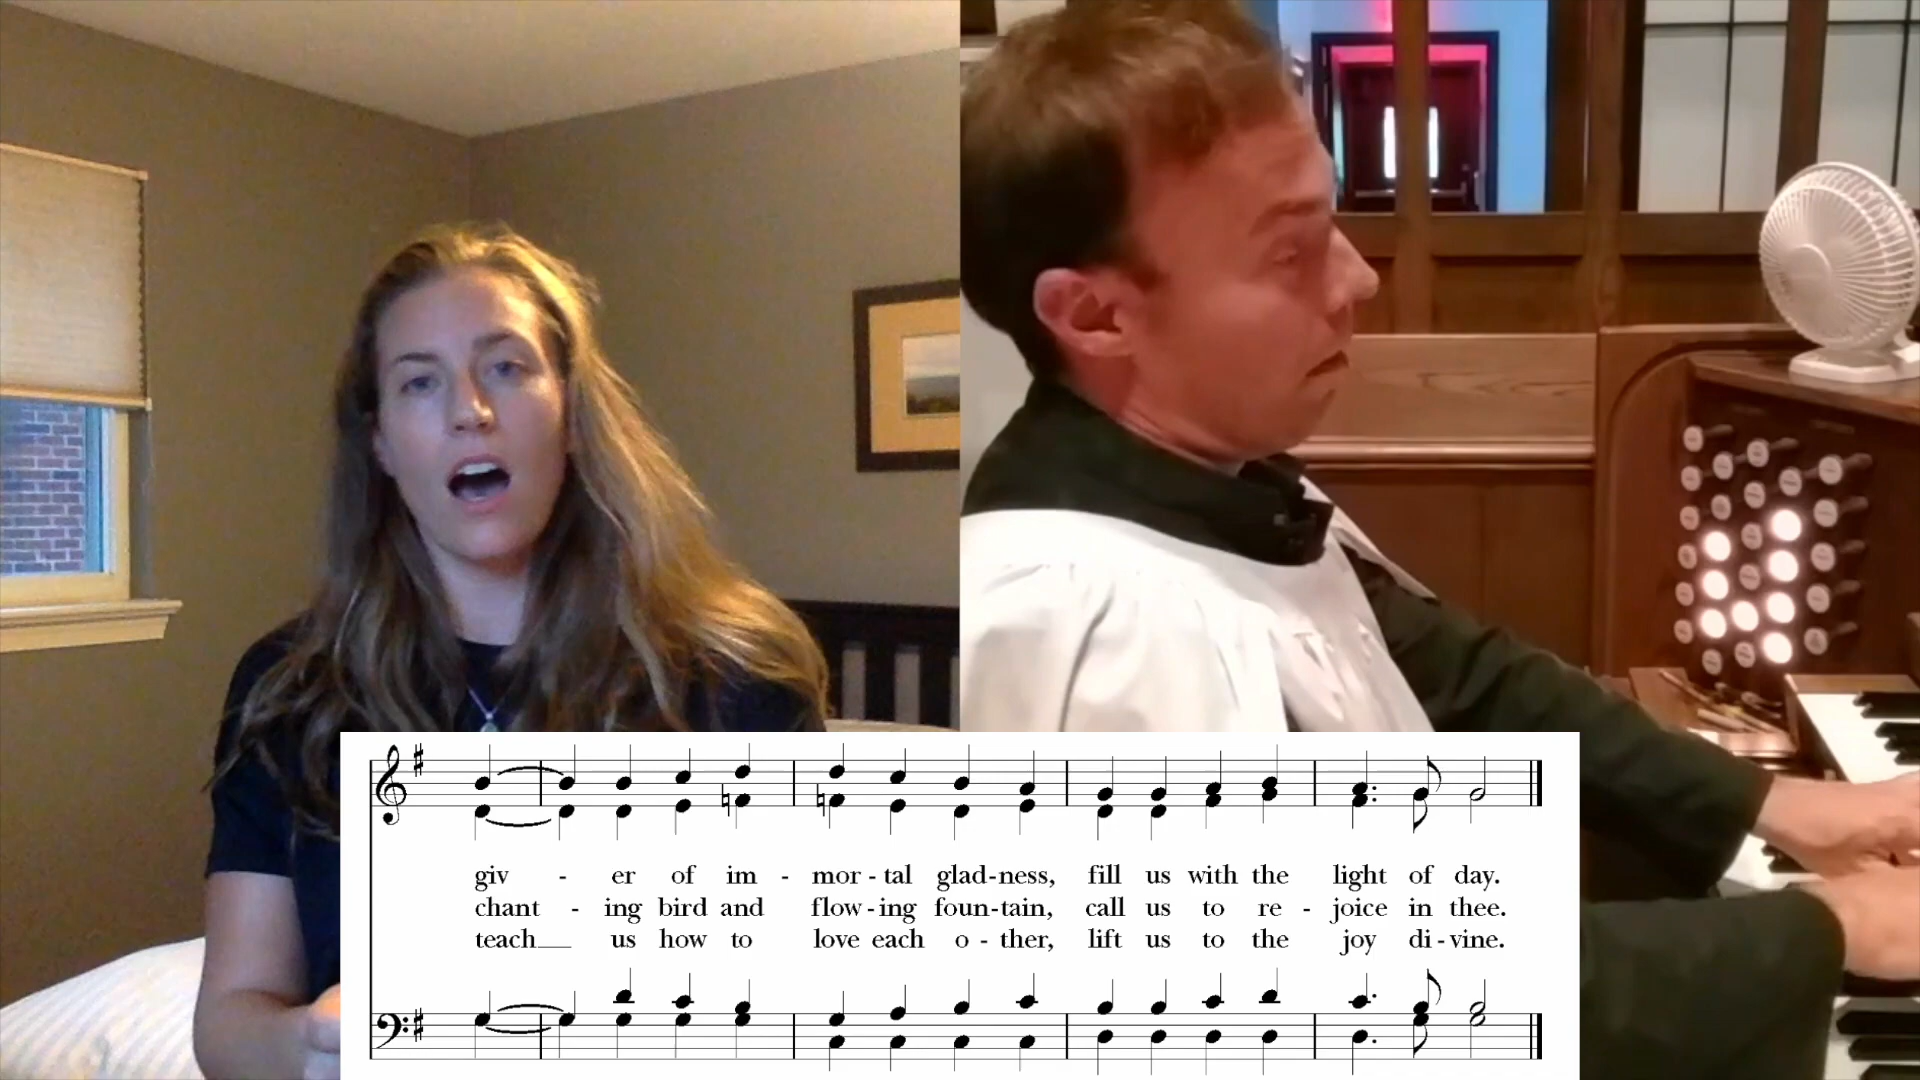 giv - er of im - mor - tal glad-ness, fill us with the light of day.
chant - ing bird and flow-ing foun-tain, call us to re - joice in thee.
teach__ us how to love each o - ther, lift us to the joy di-vine.